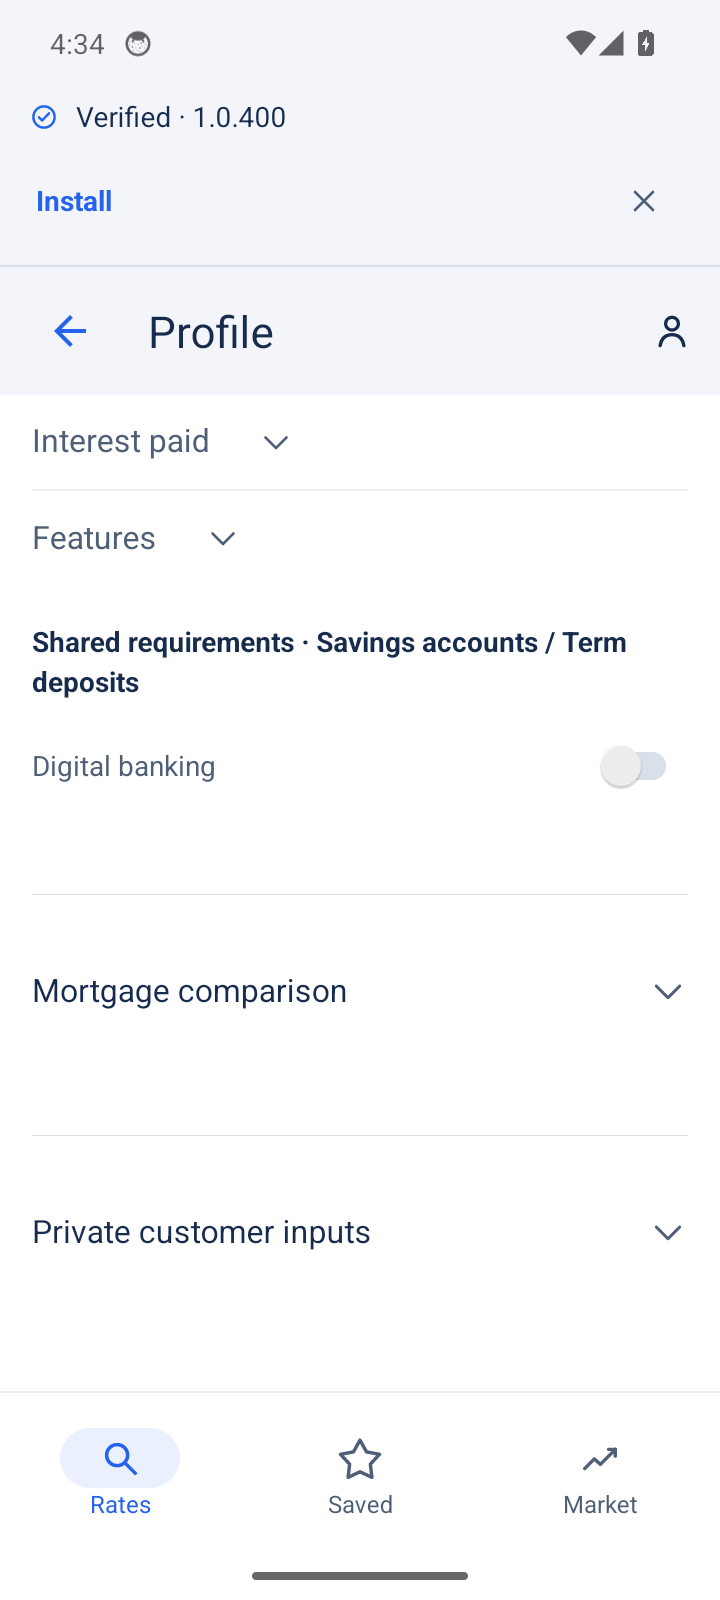 4:34
Verified · 1.0.400
Install
Profile
Interest paid
Features
Shared requirements · Savings accounts / Term
deposits
Digital banking
Mortgage comparison
Private customer inputs
Rates
Saved
Market